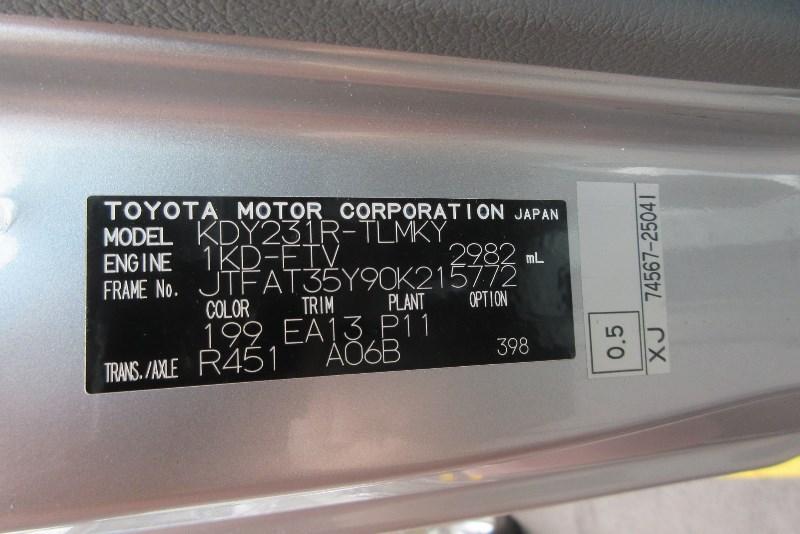 TOYOTA MOTOR CORPORATION JAPAN
MODEL KDY231R-TLMKY
ENGINE 1KD-FTV 2982 mL
FRAME No. JTFAT35Y90K215772
COLOR TRIM PLANT OPTION
199 EA13 P11
TRANS./AXLE R451 A06B 398
0.5
XJ 74567-25041